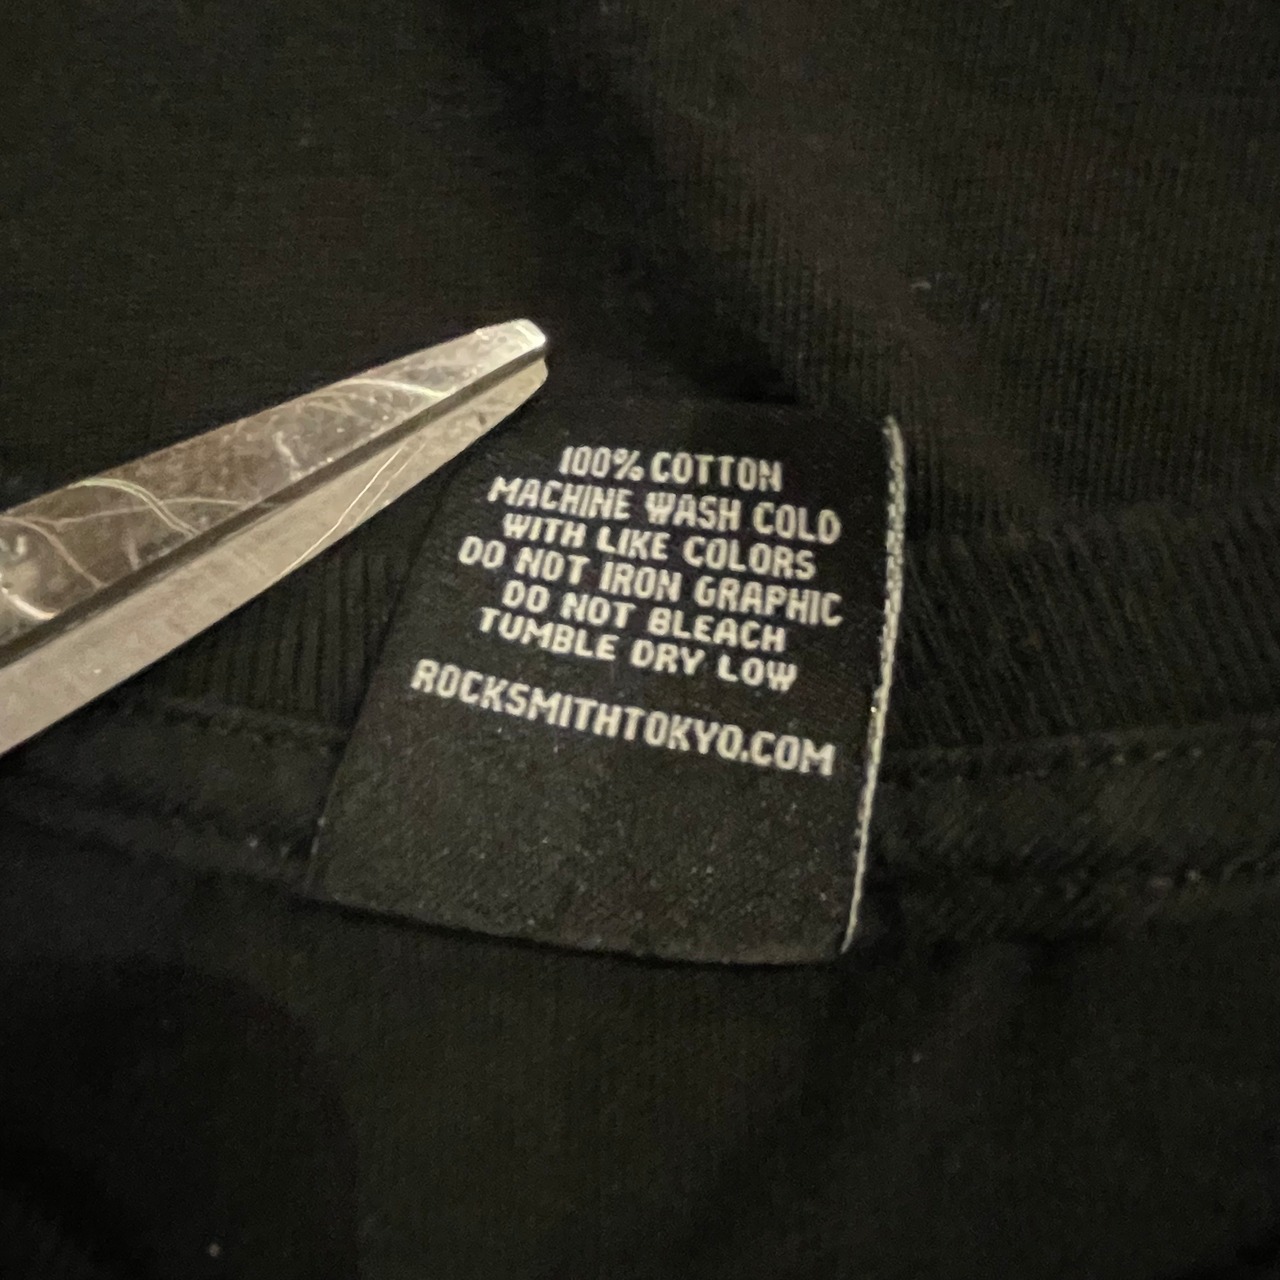 100% COTTON
MACHINE WASH COLD
WITH LIKE COLORS
DO NOT IRON GRAPHIC
DO NOT BLEACH
TUMBLE DRY LOW
ROCKSMITHTOKYO.COM